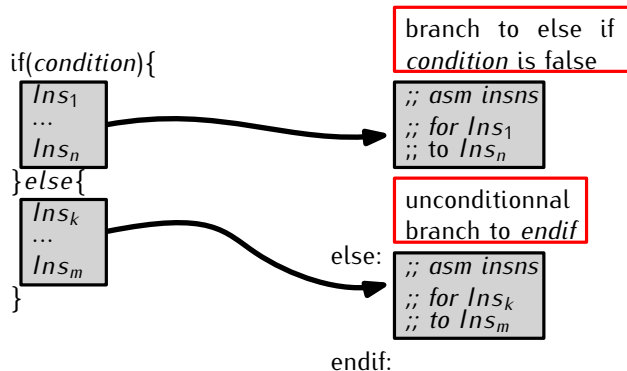 if(condition){
Ins₁
...
Insₙ
}else{
Insₖ
...
Insₘ
}
branch to else if
condition is false
;; asm insns
;; for Ins₁
;; to Insₙ
unconditionnal
branch to endif
else:
;; asm insns
;; for Insₖ
;; to Insₘ
endif: